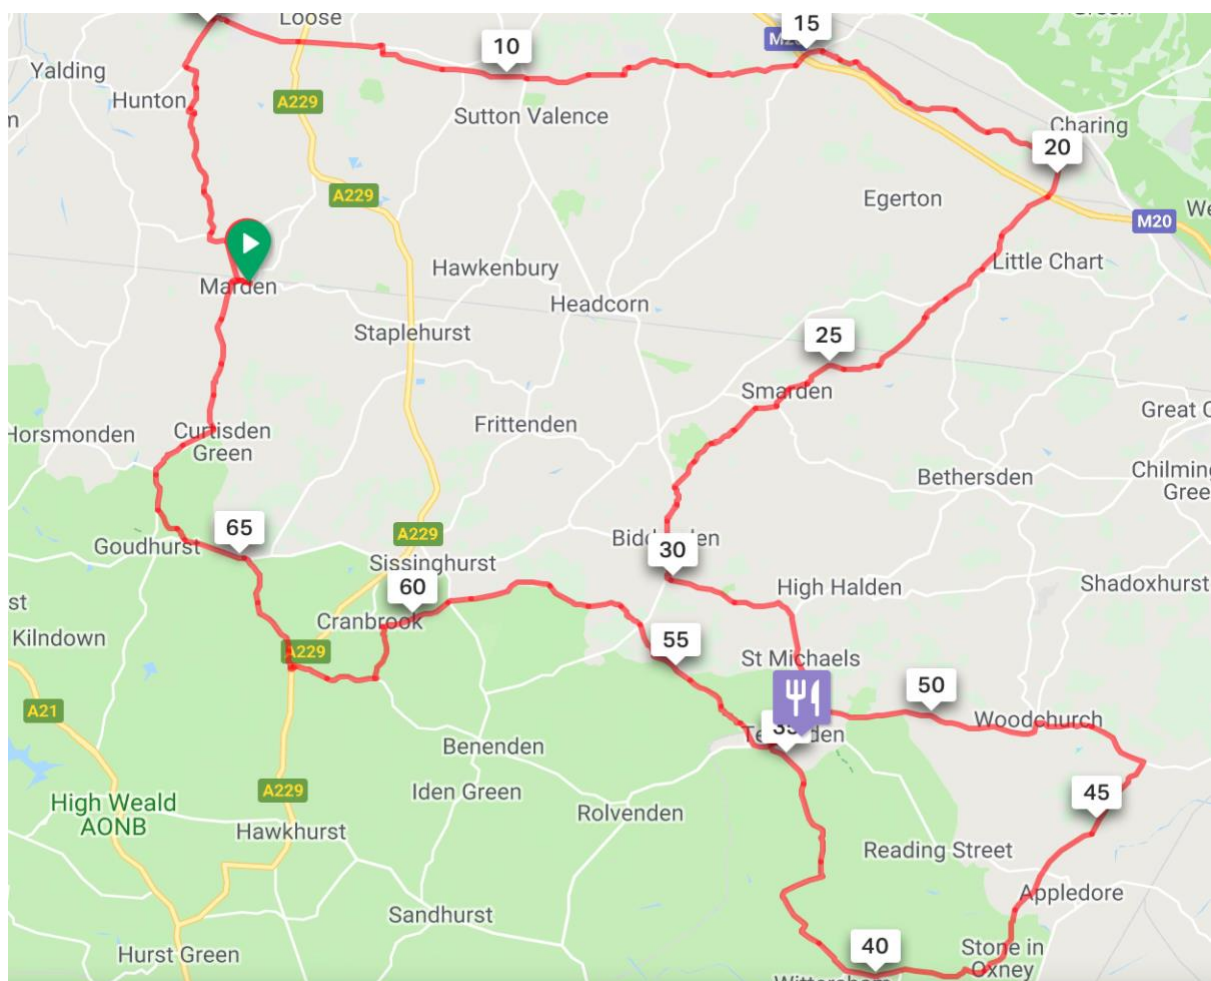 Loose
15
M20
10
Yalding
Hunton
A229
Sutton Valence
Charing
20
A229
Egerton
M20
Little Chart
Hawkenbury
Marden
Headcorn
Staplehurst
25
Smarden
Great
Horsmonden
Curtisden
Green
Frittenden
Bethersden
65
A229
Goudhurst
30
Sissinghurst
60
High Halden
Shadoxhurst
Kilndown
Cranbrook
55
A229
St Michaels
50
A21
Woodchurch
35
Benenden
High Weald
AONB
A229
Iden Green
Rolvenden
45
Hawkhurst
Reading Street
Appledore
Sandhurst
40
Stone in
Oxney
Hurst Green